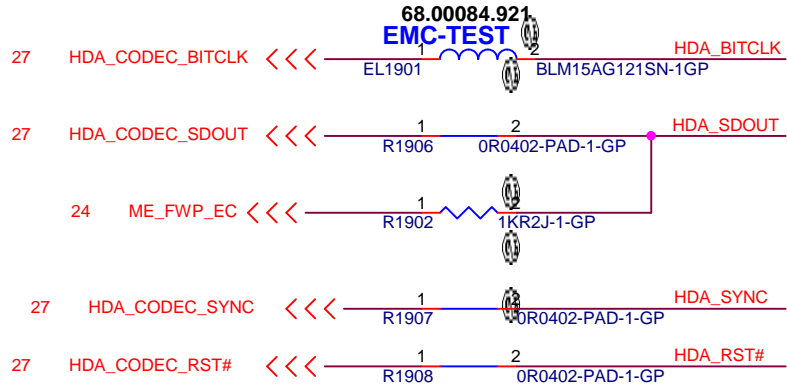 68.00084.921
EMC-TEST
27 HDA_CODEC_BITCLK 1 2 HDA_BITCLK
EL1901 BLM15AG121SN-1GP
27 HDA_CODEC_SDOUT 1 2 HDA_SDOUT
R1906 0R0402-PAD-1-GP
24 ME_FWP_EC 1 2
R1902 1KR2J-1-GP
27 HDA_CODEC_SYNC 1 2 HDA_SYNC
R1907 0R0402-PAD-1-GP
27 HDA_CODEC_RST# 1 2 HDA_RST#
R1908 0R0402-PAD-1-GP